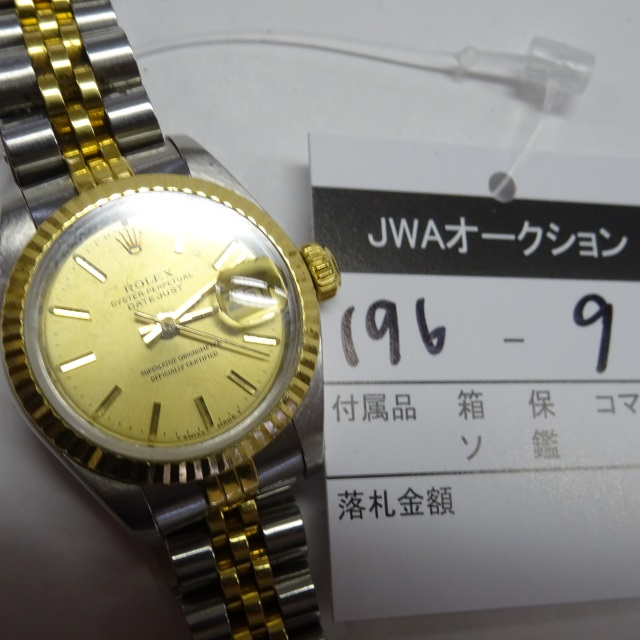 ROLEX
OYSTER PERPETUAL
DATEJUST
SUPERLATIVE CHRONOMETER
OFFICIALLY CERTIFIED
JWAオークション
196 - 9
付属品 箱 保 コマ
ソ 鑑
落札金額